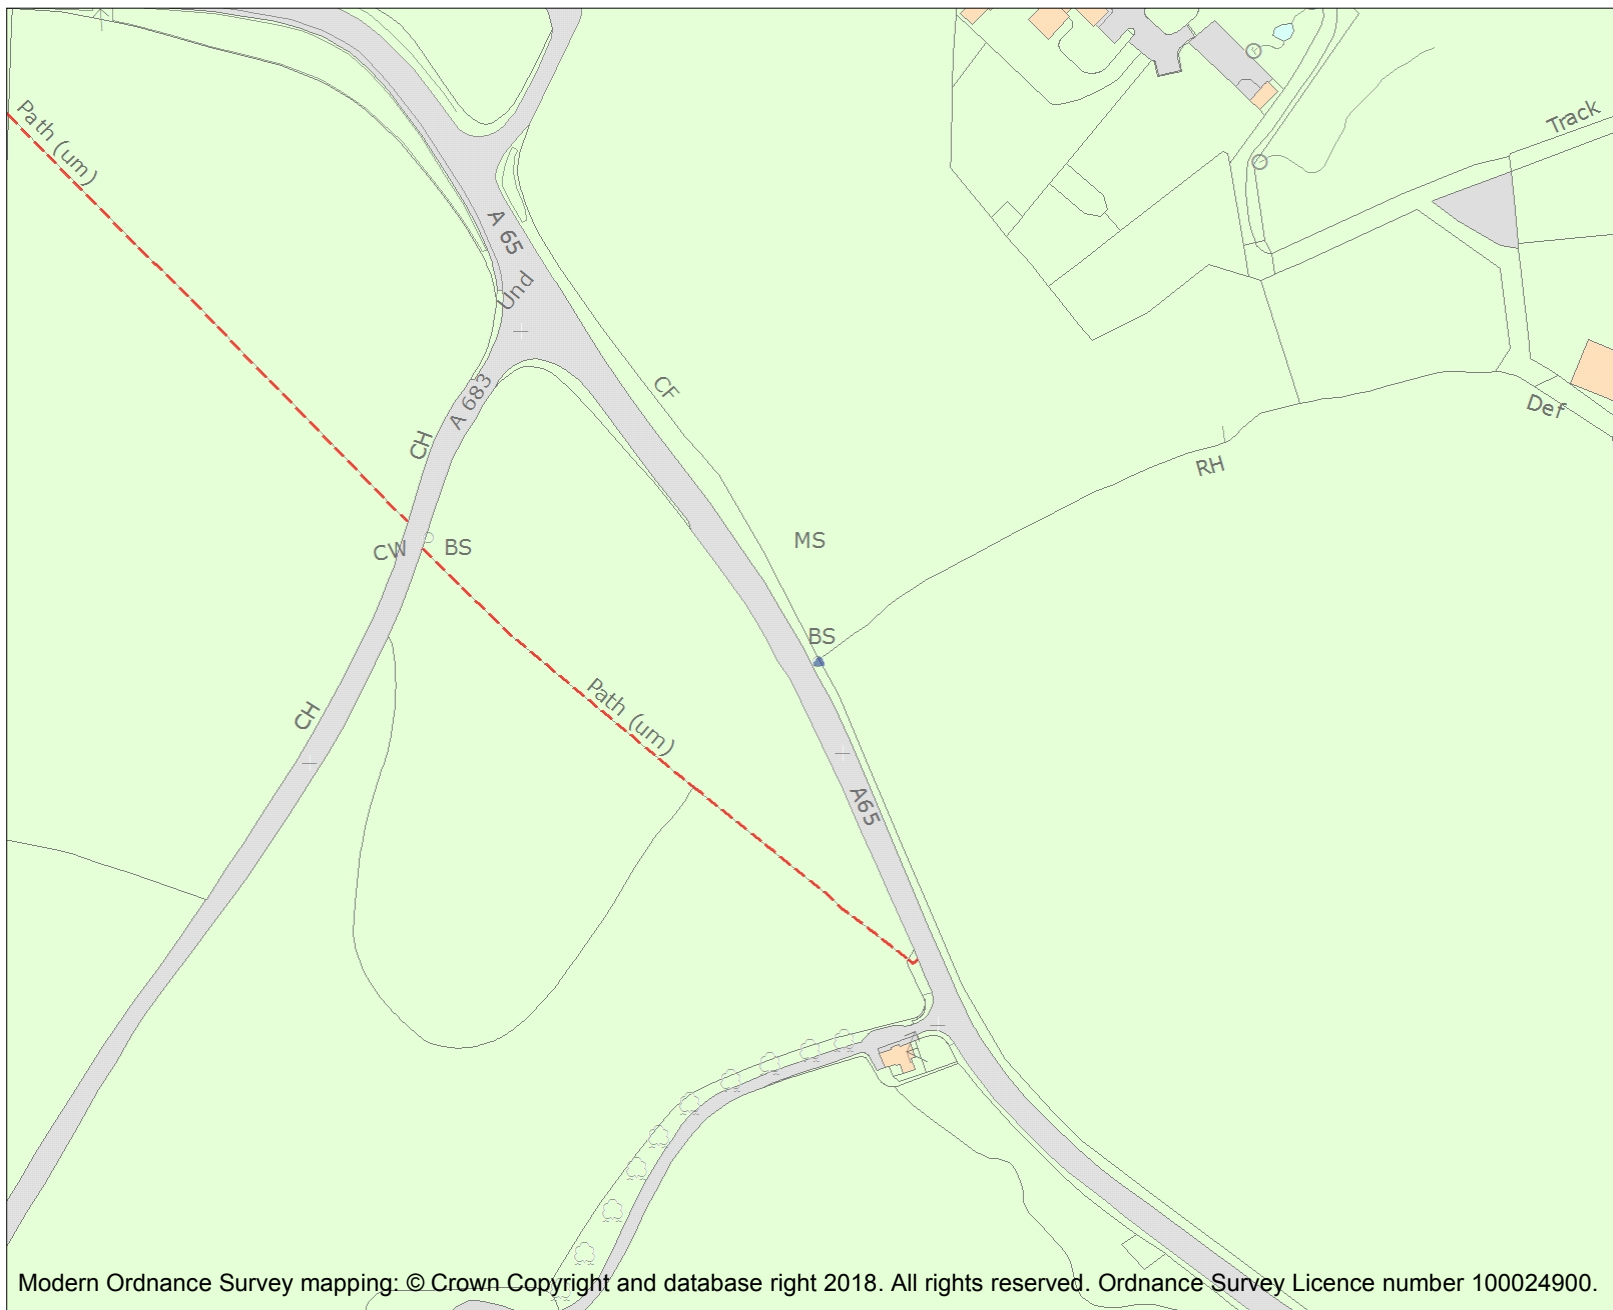 Track
Path (um)
A 65
Und
CF
A 683
Def
CH
RH
MS
CW
BS
BS
Path (um)
CH
A65
Modern Ordnance Survey mapping: © Crown Copyright and database right 2018. All rights reserved. Ordnance Survey Licence number 100024900.